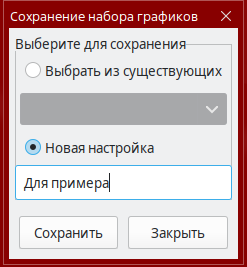 Сохранение набора графиков
Выберите для сохранения
Выбрать из существующих
Новая настройка
Для примера
Сохранить
Закрыть